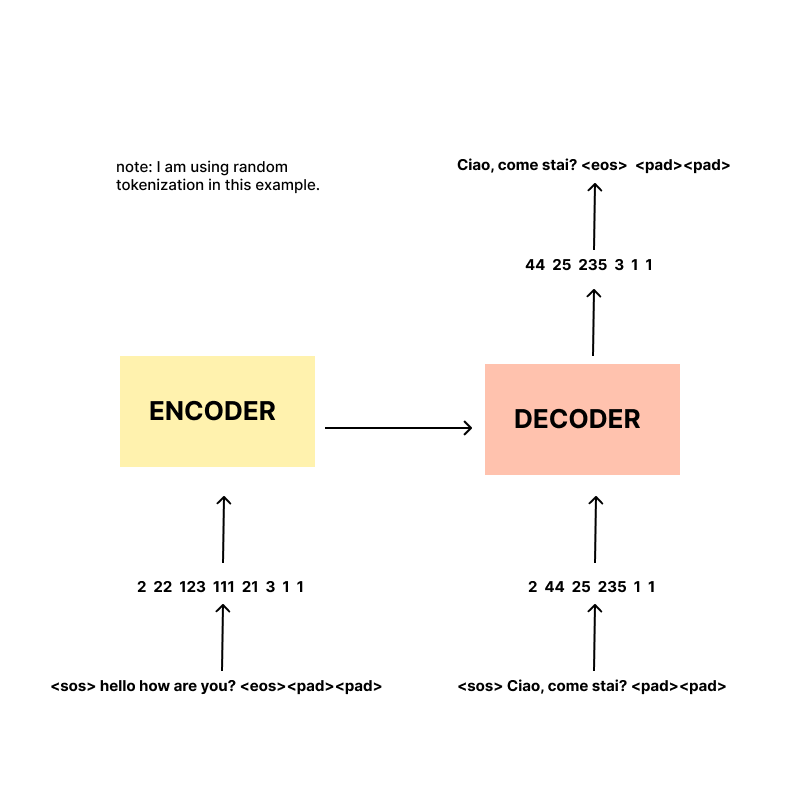 note: I am using random
tokenization in this example.
Ciao, come stai? <eos> <pad><pad>
44 25 235 3 1 1
ENCODER
DECODER
2 22 123 111 21 3 1 1
2 44 25 235 1 1
<sos> hello how are you? <eos><pad><pad>
<sos> Ciao, come stai? <pad><pad>